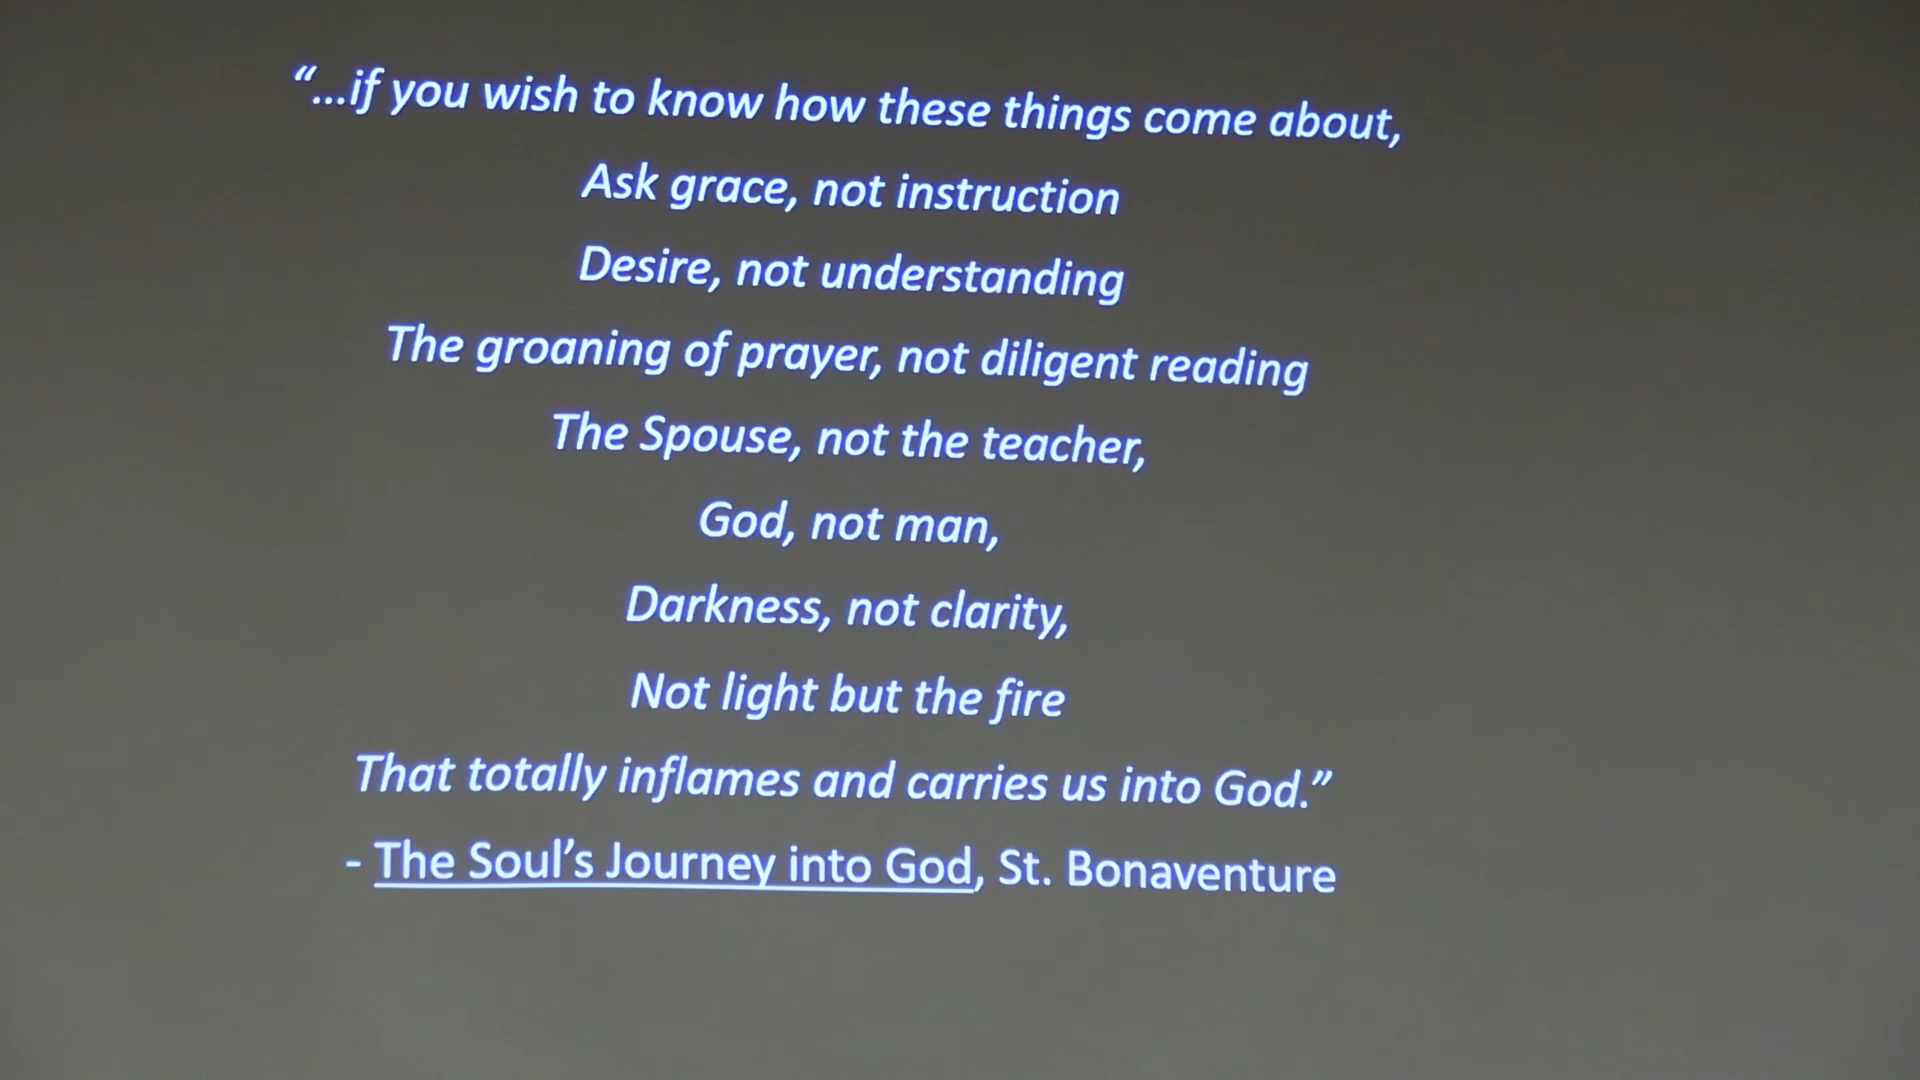 “...if you wish to know how these things come about,
Ask grace, not instruction
Desire, not understanding
The groaning of prayer, not diligent reading
The Spouse, not the teacher,
God, not man,
Darkness, not clarity,
Not light but the fire
That totally inflames and carries us into God.”
- The Soul’s Journey into God, St. Bonaventure